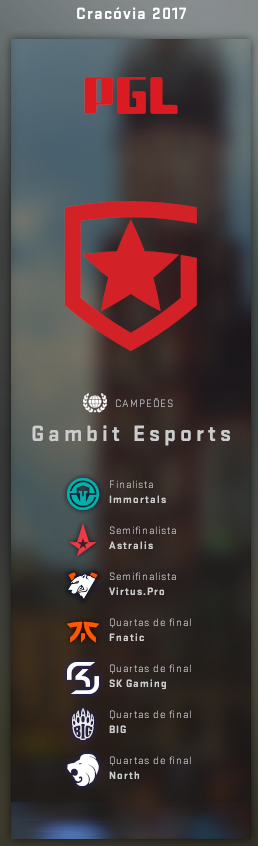 Cracóvia 2017
PGL
CAMPEÕES
Gambit Esports
Finalista
Immortals
Semifinalista
Astralis
Semifinalista
Virtus.Pro
Quartas de final
Fnatic
Quartas de final
SK Gaming
Quartas de final
BIG
Quartas de final
North